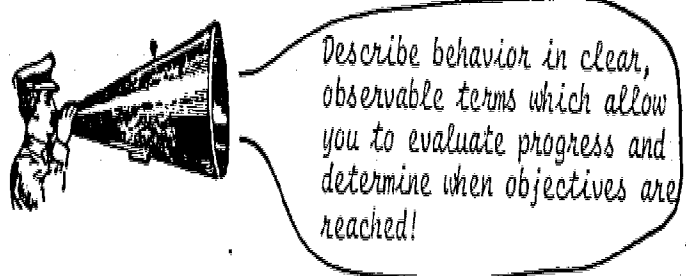 Describe behavior in clear,
observable terms which allow
you to evaluate progress and
determine when objectives are
reached!